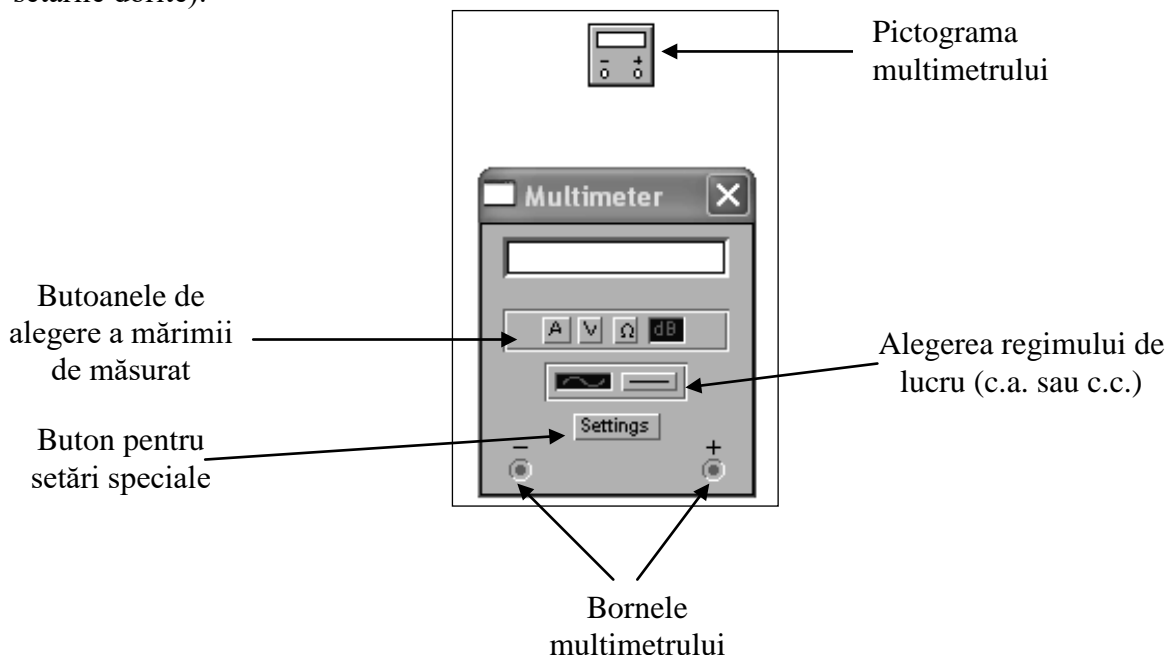 setările dorite).
Pictograma
multimetrului
- +
Multimeter
Butoanele de
alegere a mărimii
de măsurat
A V Ω dB
Alegerea regimului de
lucru (c.a. sau c.c.)
Settings
Buton pentru
setări speciale
- +
Bornele
multimetrului